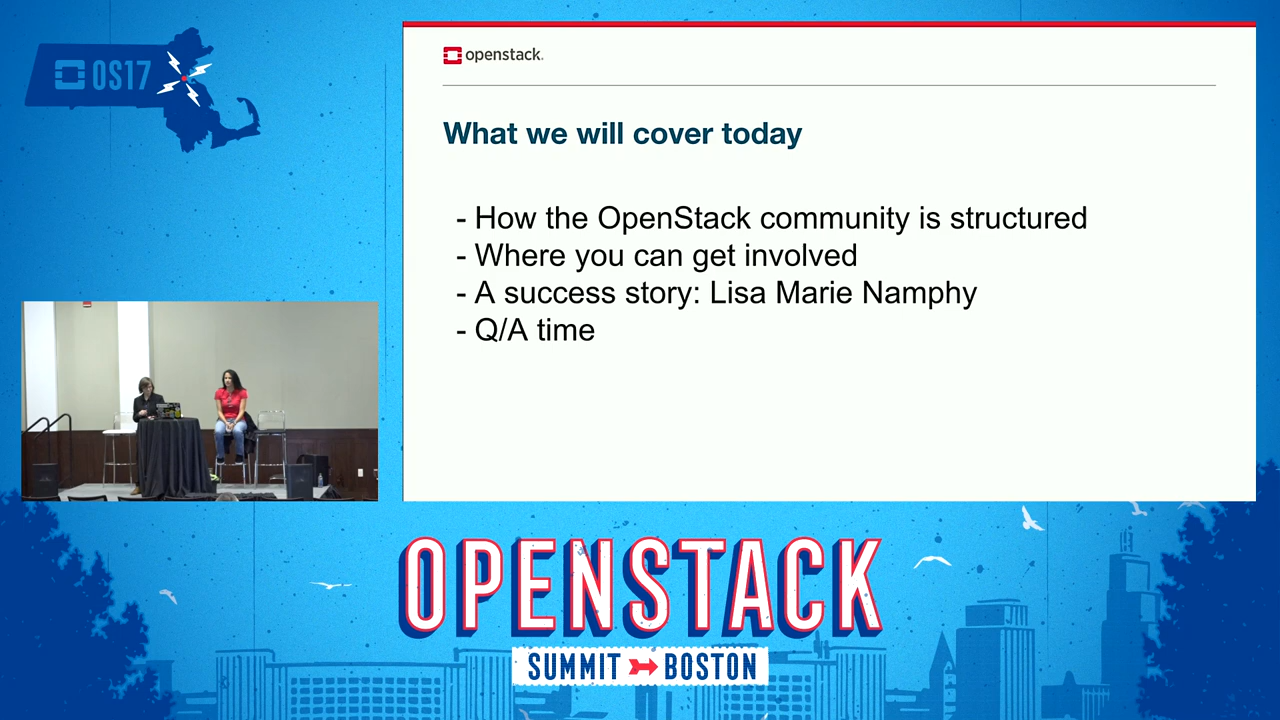 OS17
openstack.
What we will cover today
- How the OpenStack community is structured
- Where you can get involved
- A success story: Lisa Marie Namphy
- Q/A time
OPENSTACK
SUMMIT BOSTON